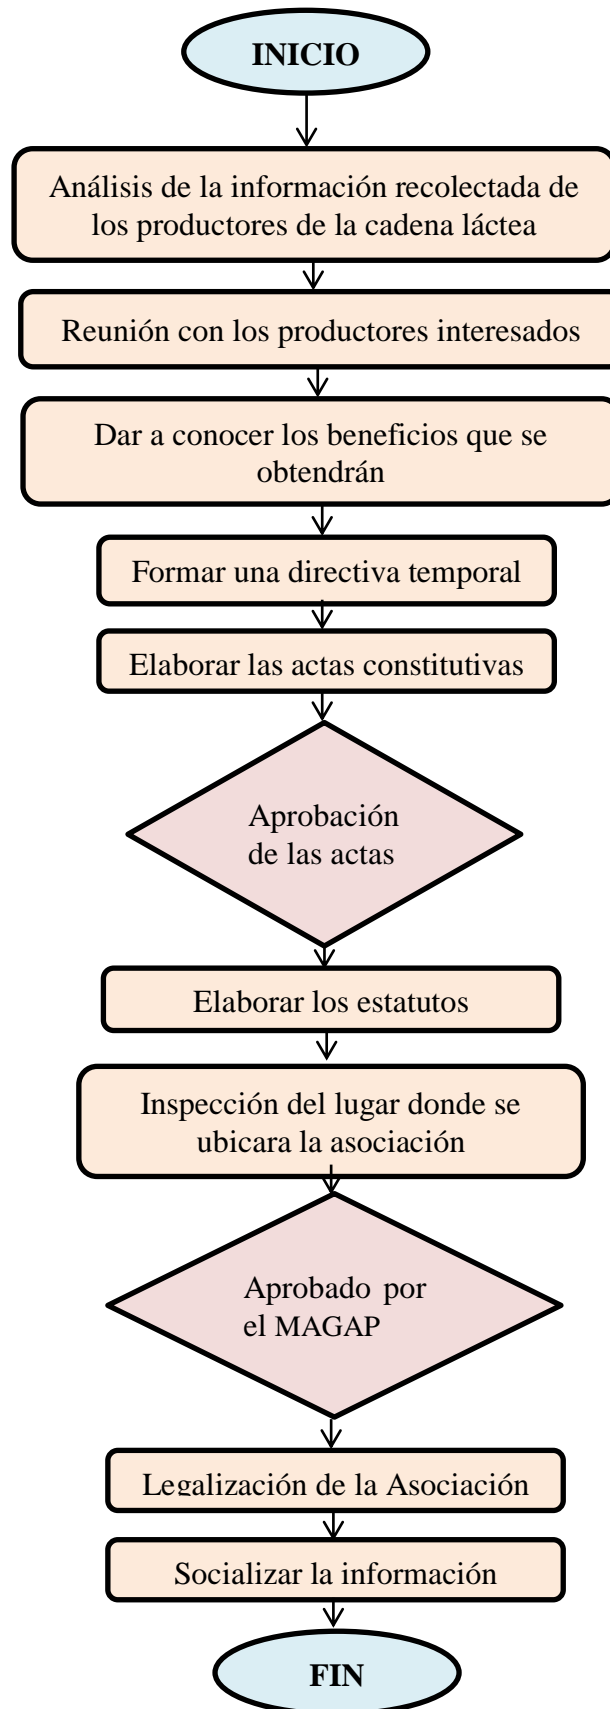 INICIO
Análisis de la información recolectada de
los productores de la cadena láctea
Reunión con los productores interesados
Dar a conocer los beneficios que se
obtendrán
Formar una directiva temporal
Elaborar las actas constitutivas
Aprobación
de las actas
Elaborar los estatutos
Inspección del lugar donde se
ubicara la asociación
Aprobado por
el MAGAP
Legalización de la Asociación
Socializar la información
FIN